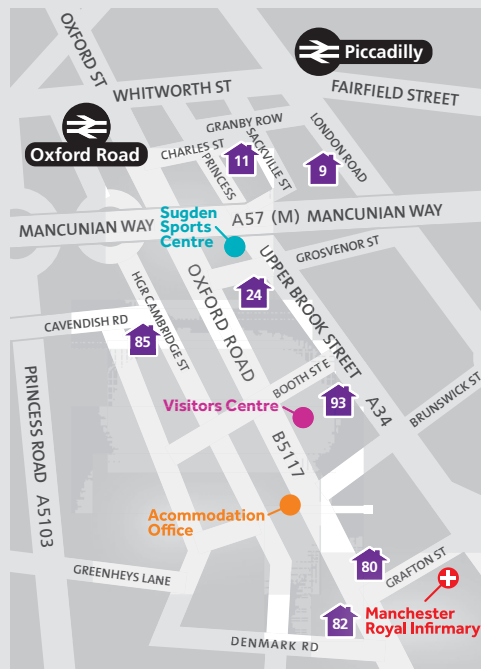 OXFORD ST
Piccadilly
WHITWORTH ST
FAIRFIELD STREET
Oxford Road
GRANBY ROW
CHARLES ST
PRINCESS
SACKVILLE ST
LONDON ROAD
11
9
MANCUNIAN WAY
A57 (M) MANCUNIAN WAY
Sugden
Sports
Centre
GROSVENOR ST
UPPER BROOK STREET
24
HGR CAMBRIDGE ST
OXFORD ROAD
CAVENDISH RD
85
PRINCESS ROAD A5103
BOOTH ST E
93
A34
BRUNSWICK ST
Visitors Centre
B5117
Acommodation
Office
GREENHEYS LANE
80
GRAFTON ST
82
Manchester
Royal Infirmary
DENMARK RD